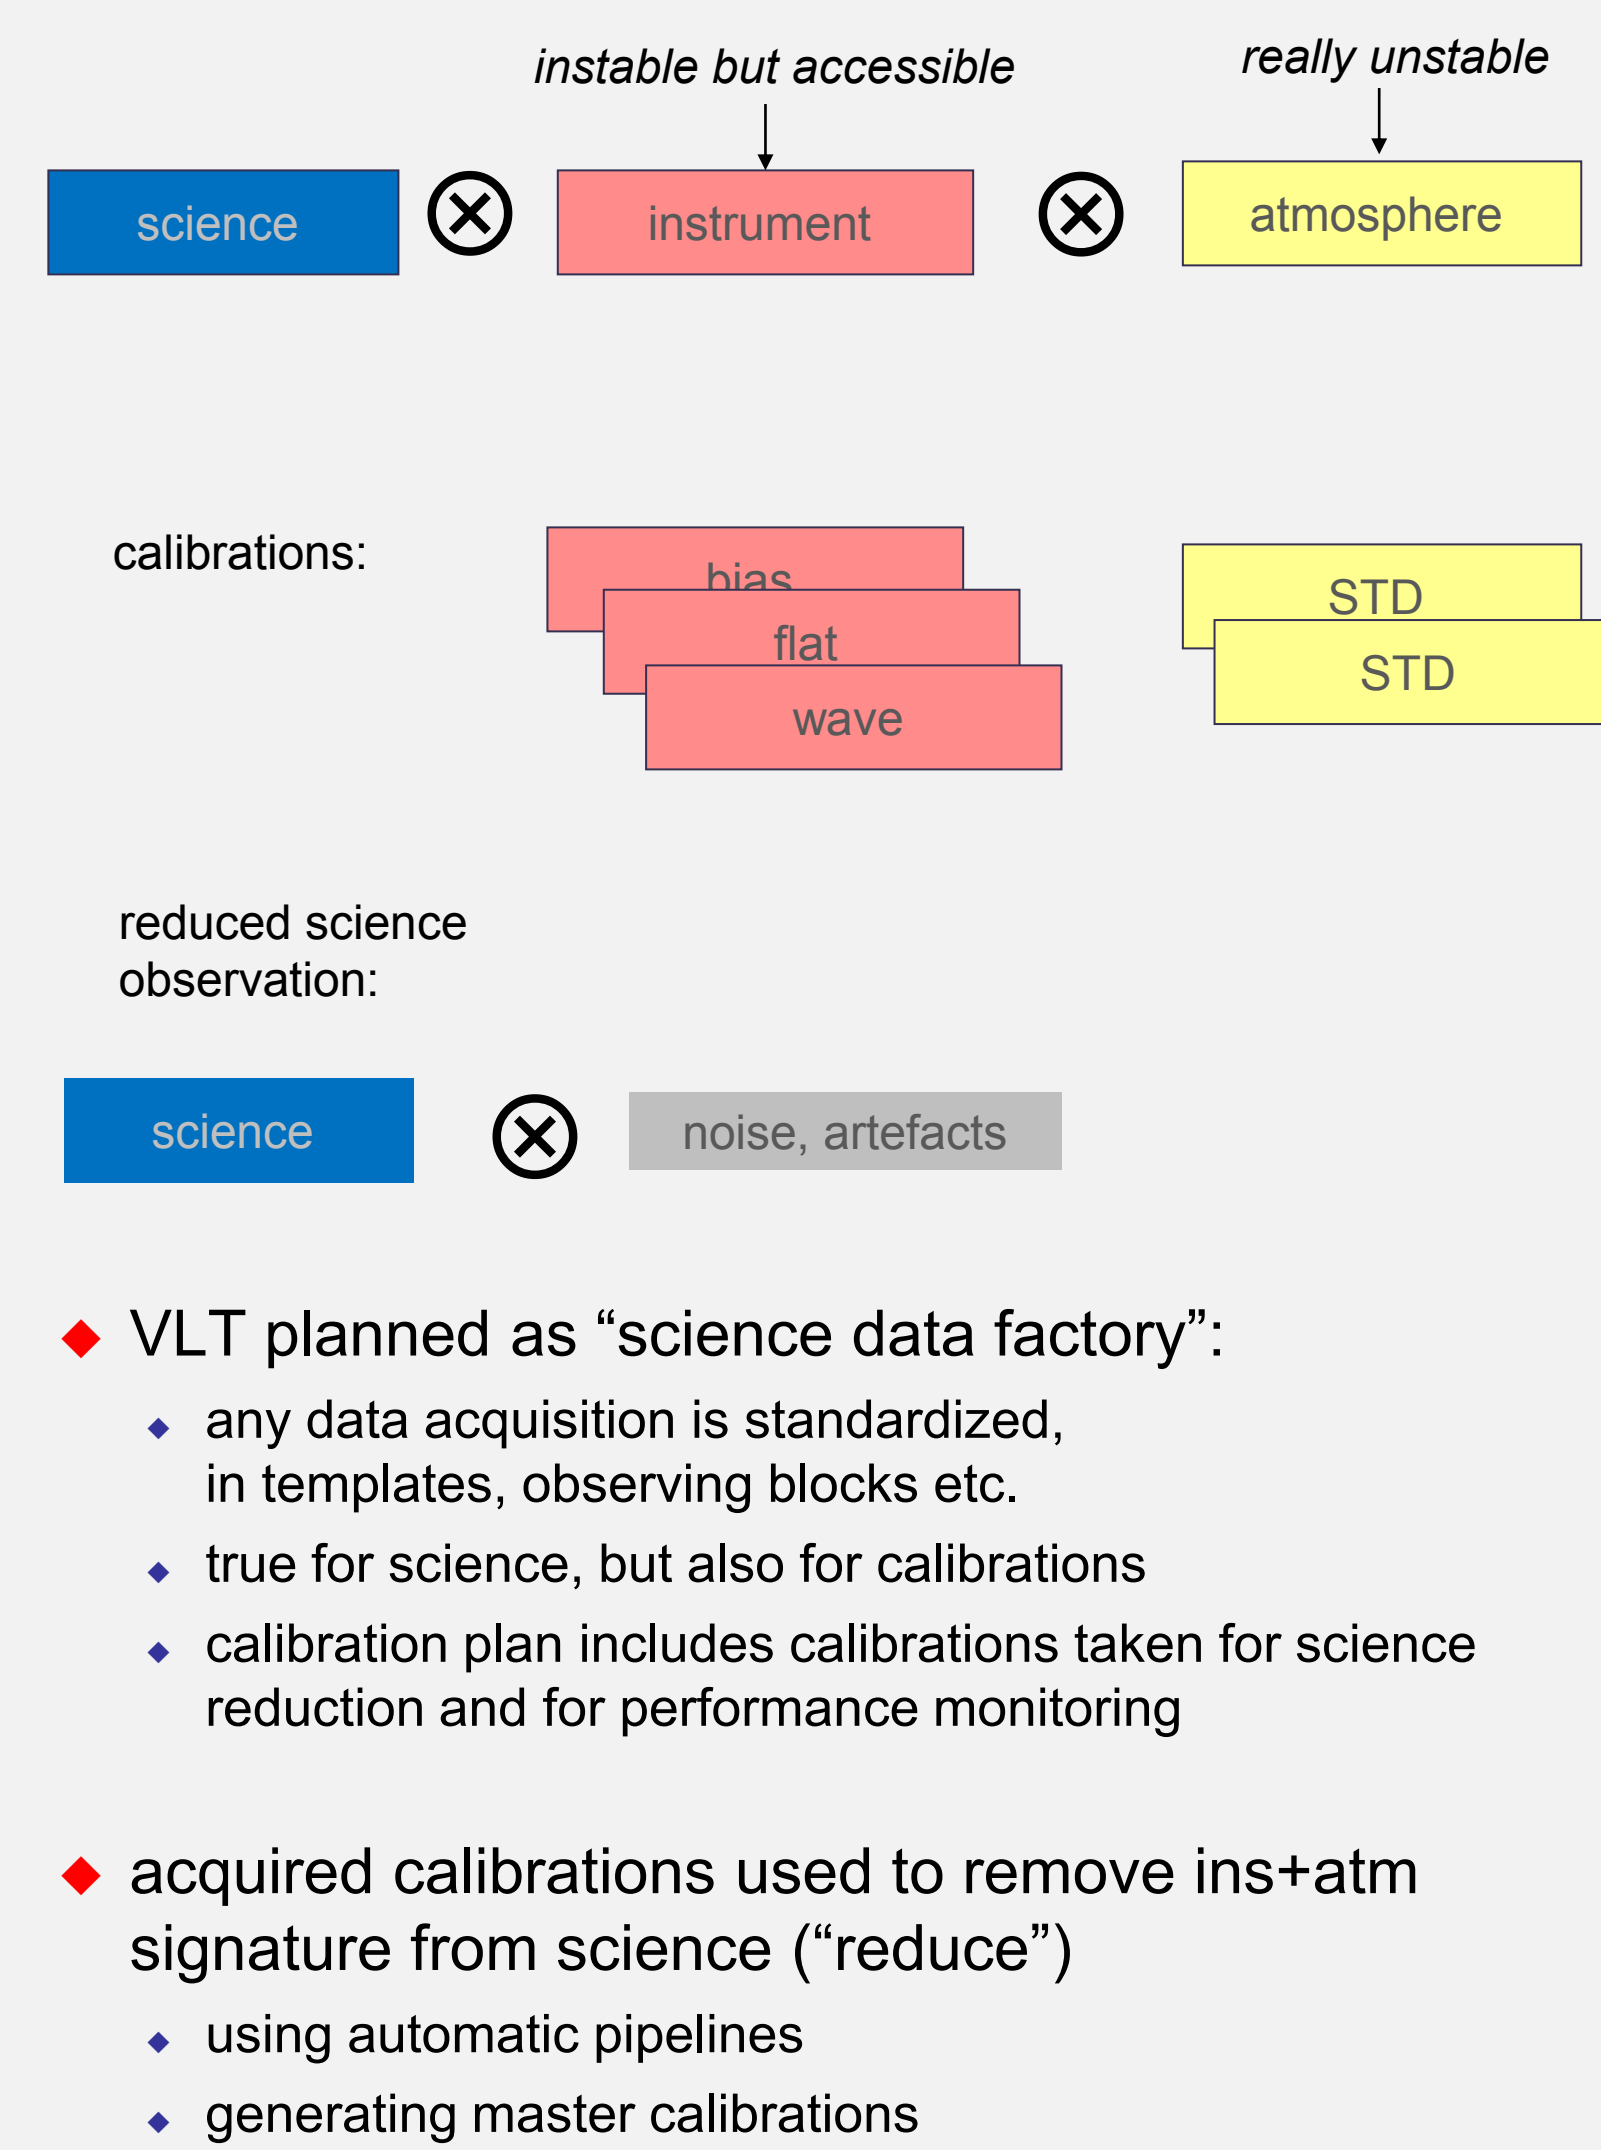 instable but accessible
really unstable
science
instrument
atmosphere
calibrations:
bias
flat
wave
STD
STD
reduced science
observation:
science
noise, artefacts
VLT planned as “science data factory”:
any data acquisition is standardized,
in templates, observing blocks etc.
true for science, but also for calibrations
calibration plan includes calibrations taken for science
reduction and for performance monitoring
acquired calibrations used to remove ins+atm
signature from science (“reduce”)
using automatic pipelines
generating master calibrations